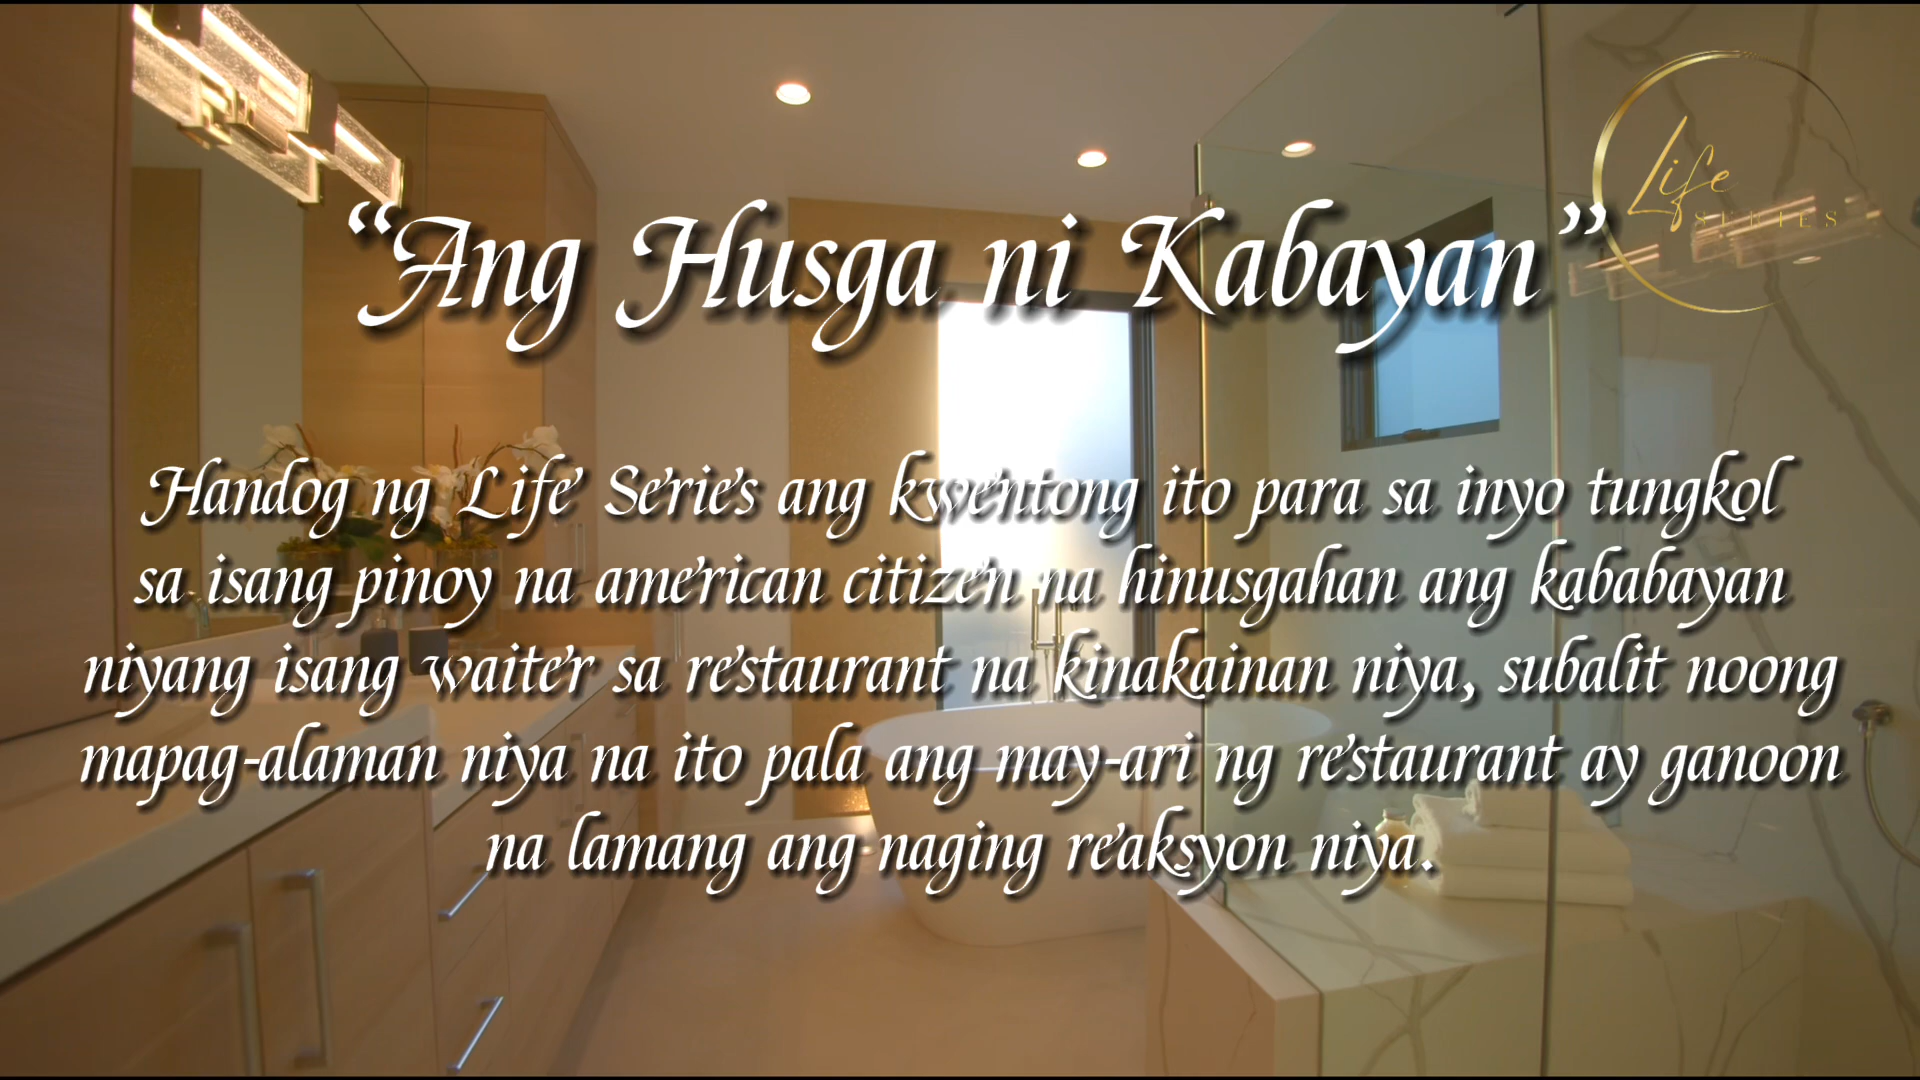 Life
SERIES
“Ang Husga ni Kabayan”
Handog ng Life Series ang kwentong ito para sa inyo tungkol
sa isang pinoy na american citizen na hinusgahan ang kababayan
niyang isang waiter sa restaurant na kinakainan niya, subalit noong
mapag-alaman niya na ito pala ang may-ari ng restaurant ay ganoon
na lamang ang naging reaksyon niya.